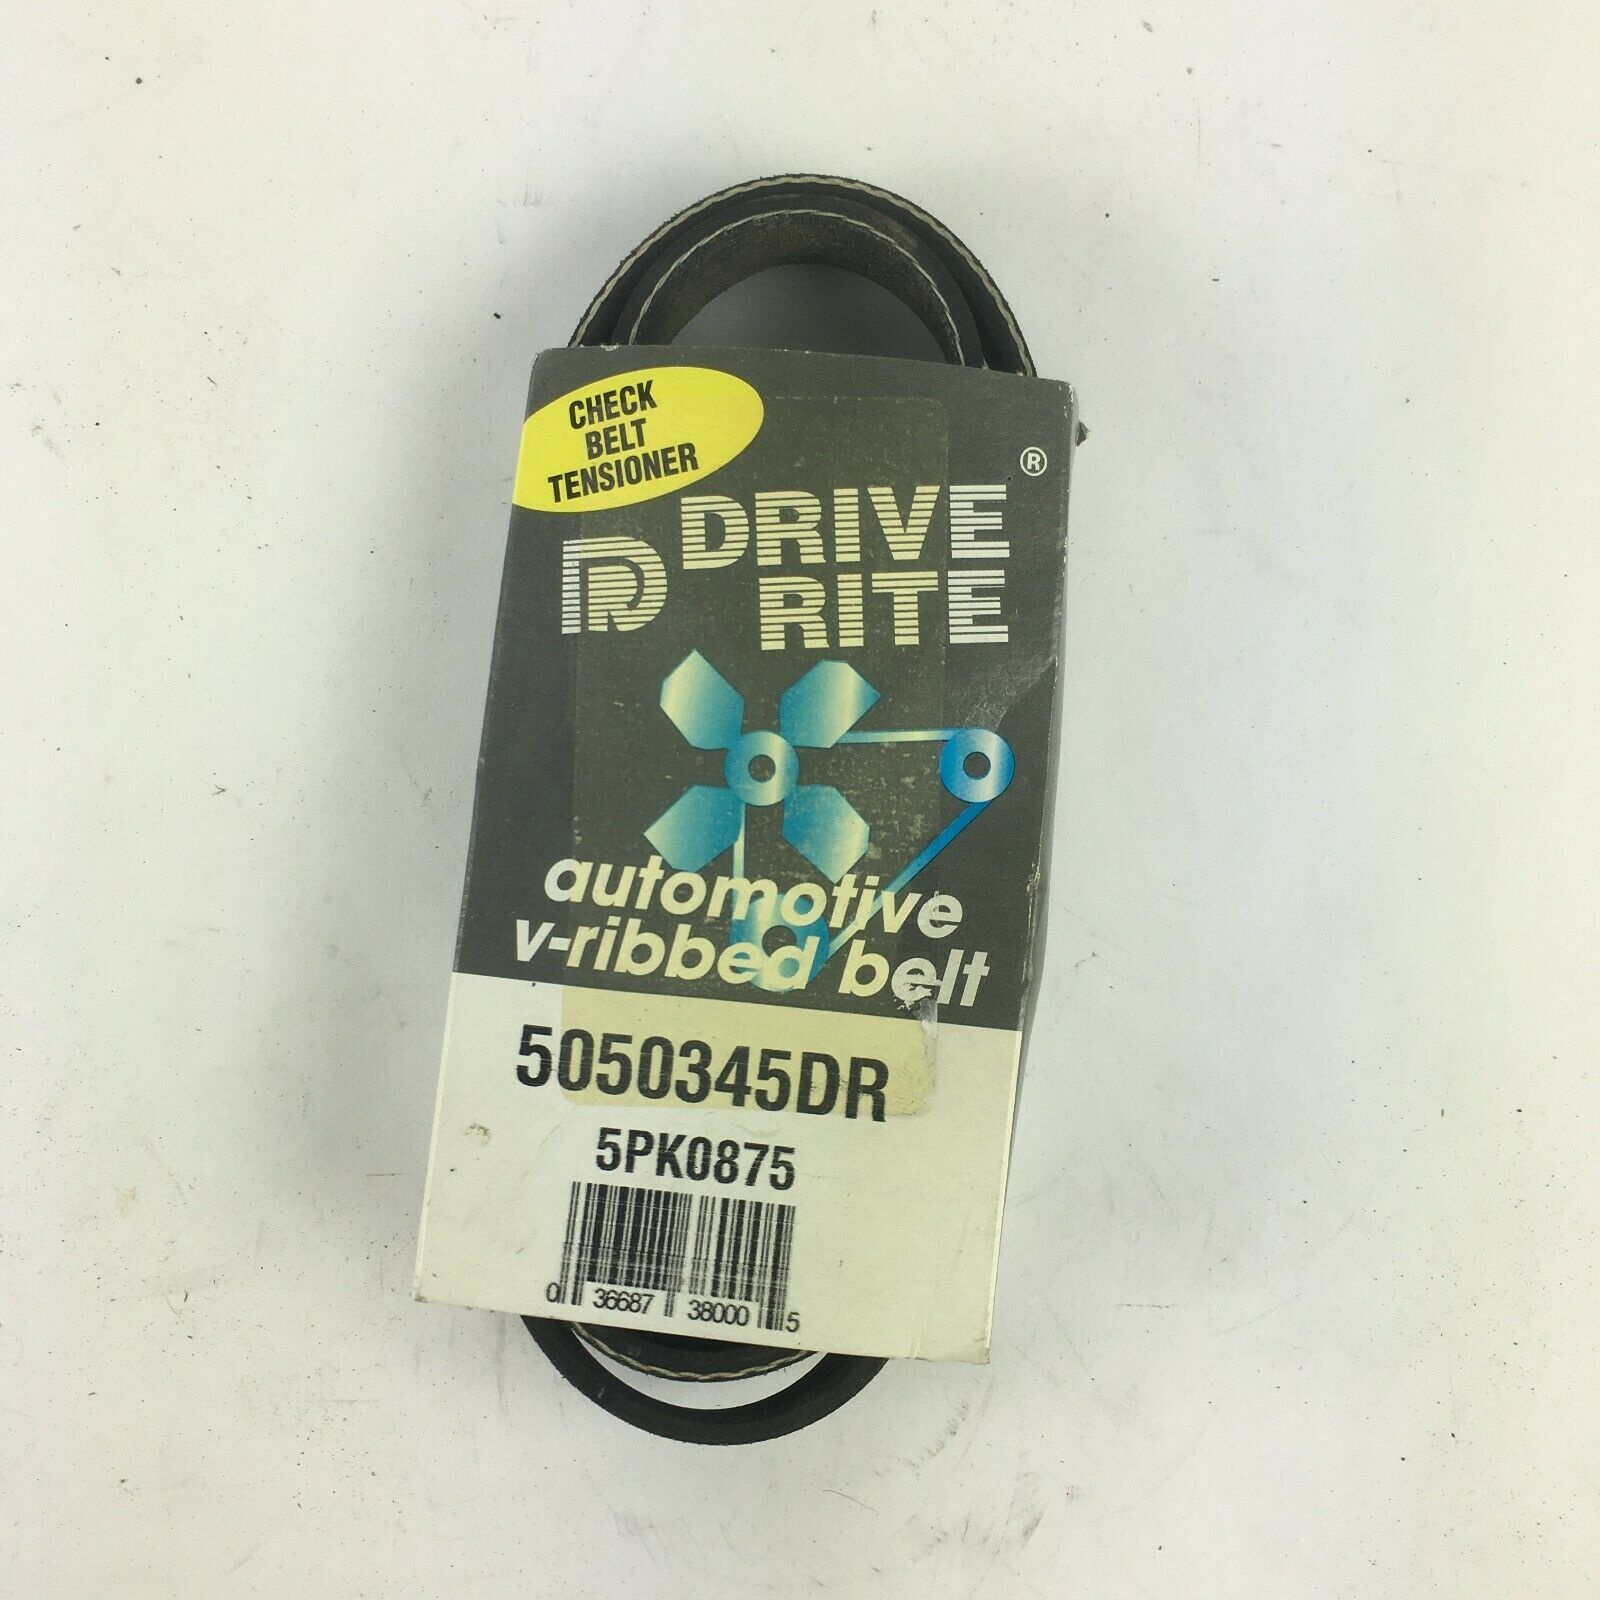 CHECK
BELT
TENSIONER
®
DRIVE
RITE
automotive
v-ribbed belt
5050345DR
5PK0875
0 36687 38000 5